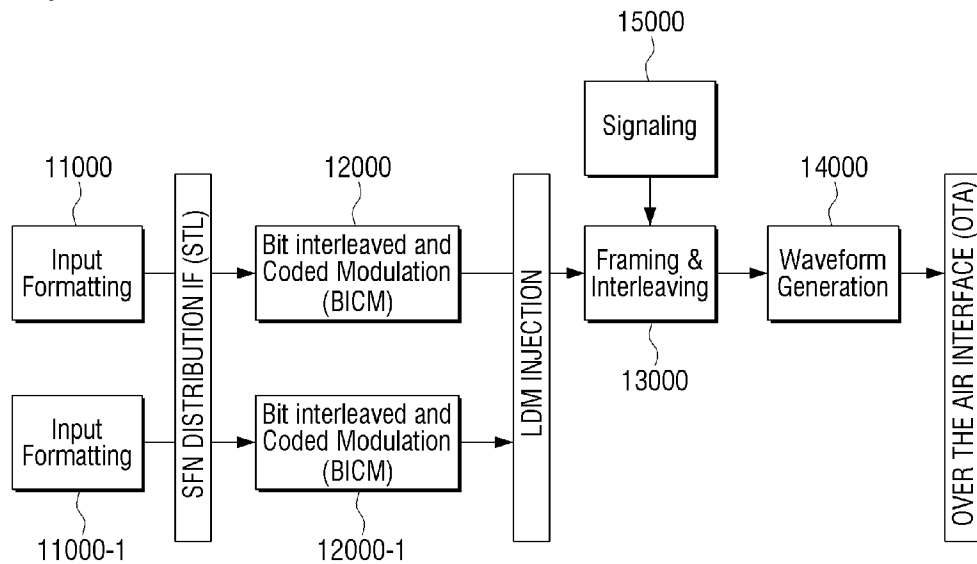 15000
Signaling
11000
12000
14000
Input
Formatting
SFN DISTRIBUTION IF (STL)
Bit interleaved and
Coded Modulation
(BICM)
LDM INJECTION
Framing &
Interleaving
Waveform
Generation
OVER THE AIR INTERFACE (OTA)
13000
Input
Formatting
Bit interleaved and
Coded Modulation
(BICM)
11000-1
12000-1